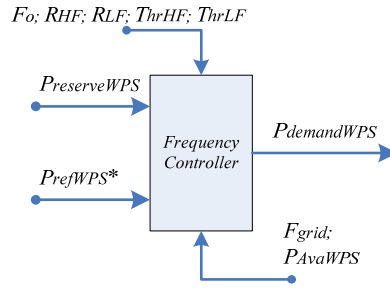 Fo; RHF; RLF; ThrHF; ThrLF
PreserveWPS
Frequency
Controller
PdemandWPS
PrefWPS*
Fgrid;
PAvaWPS